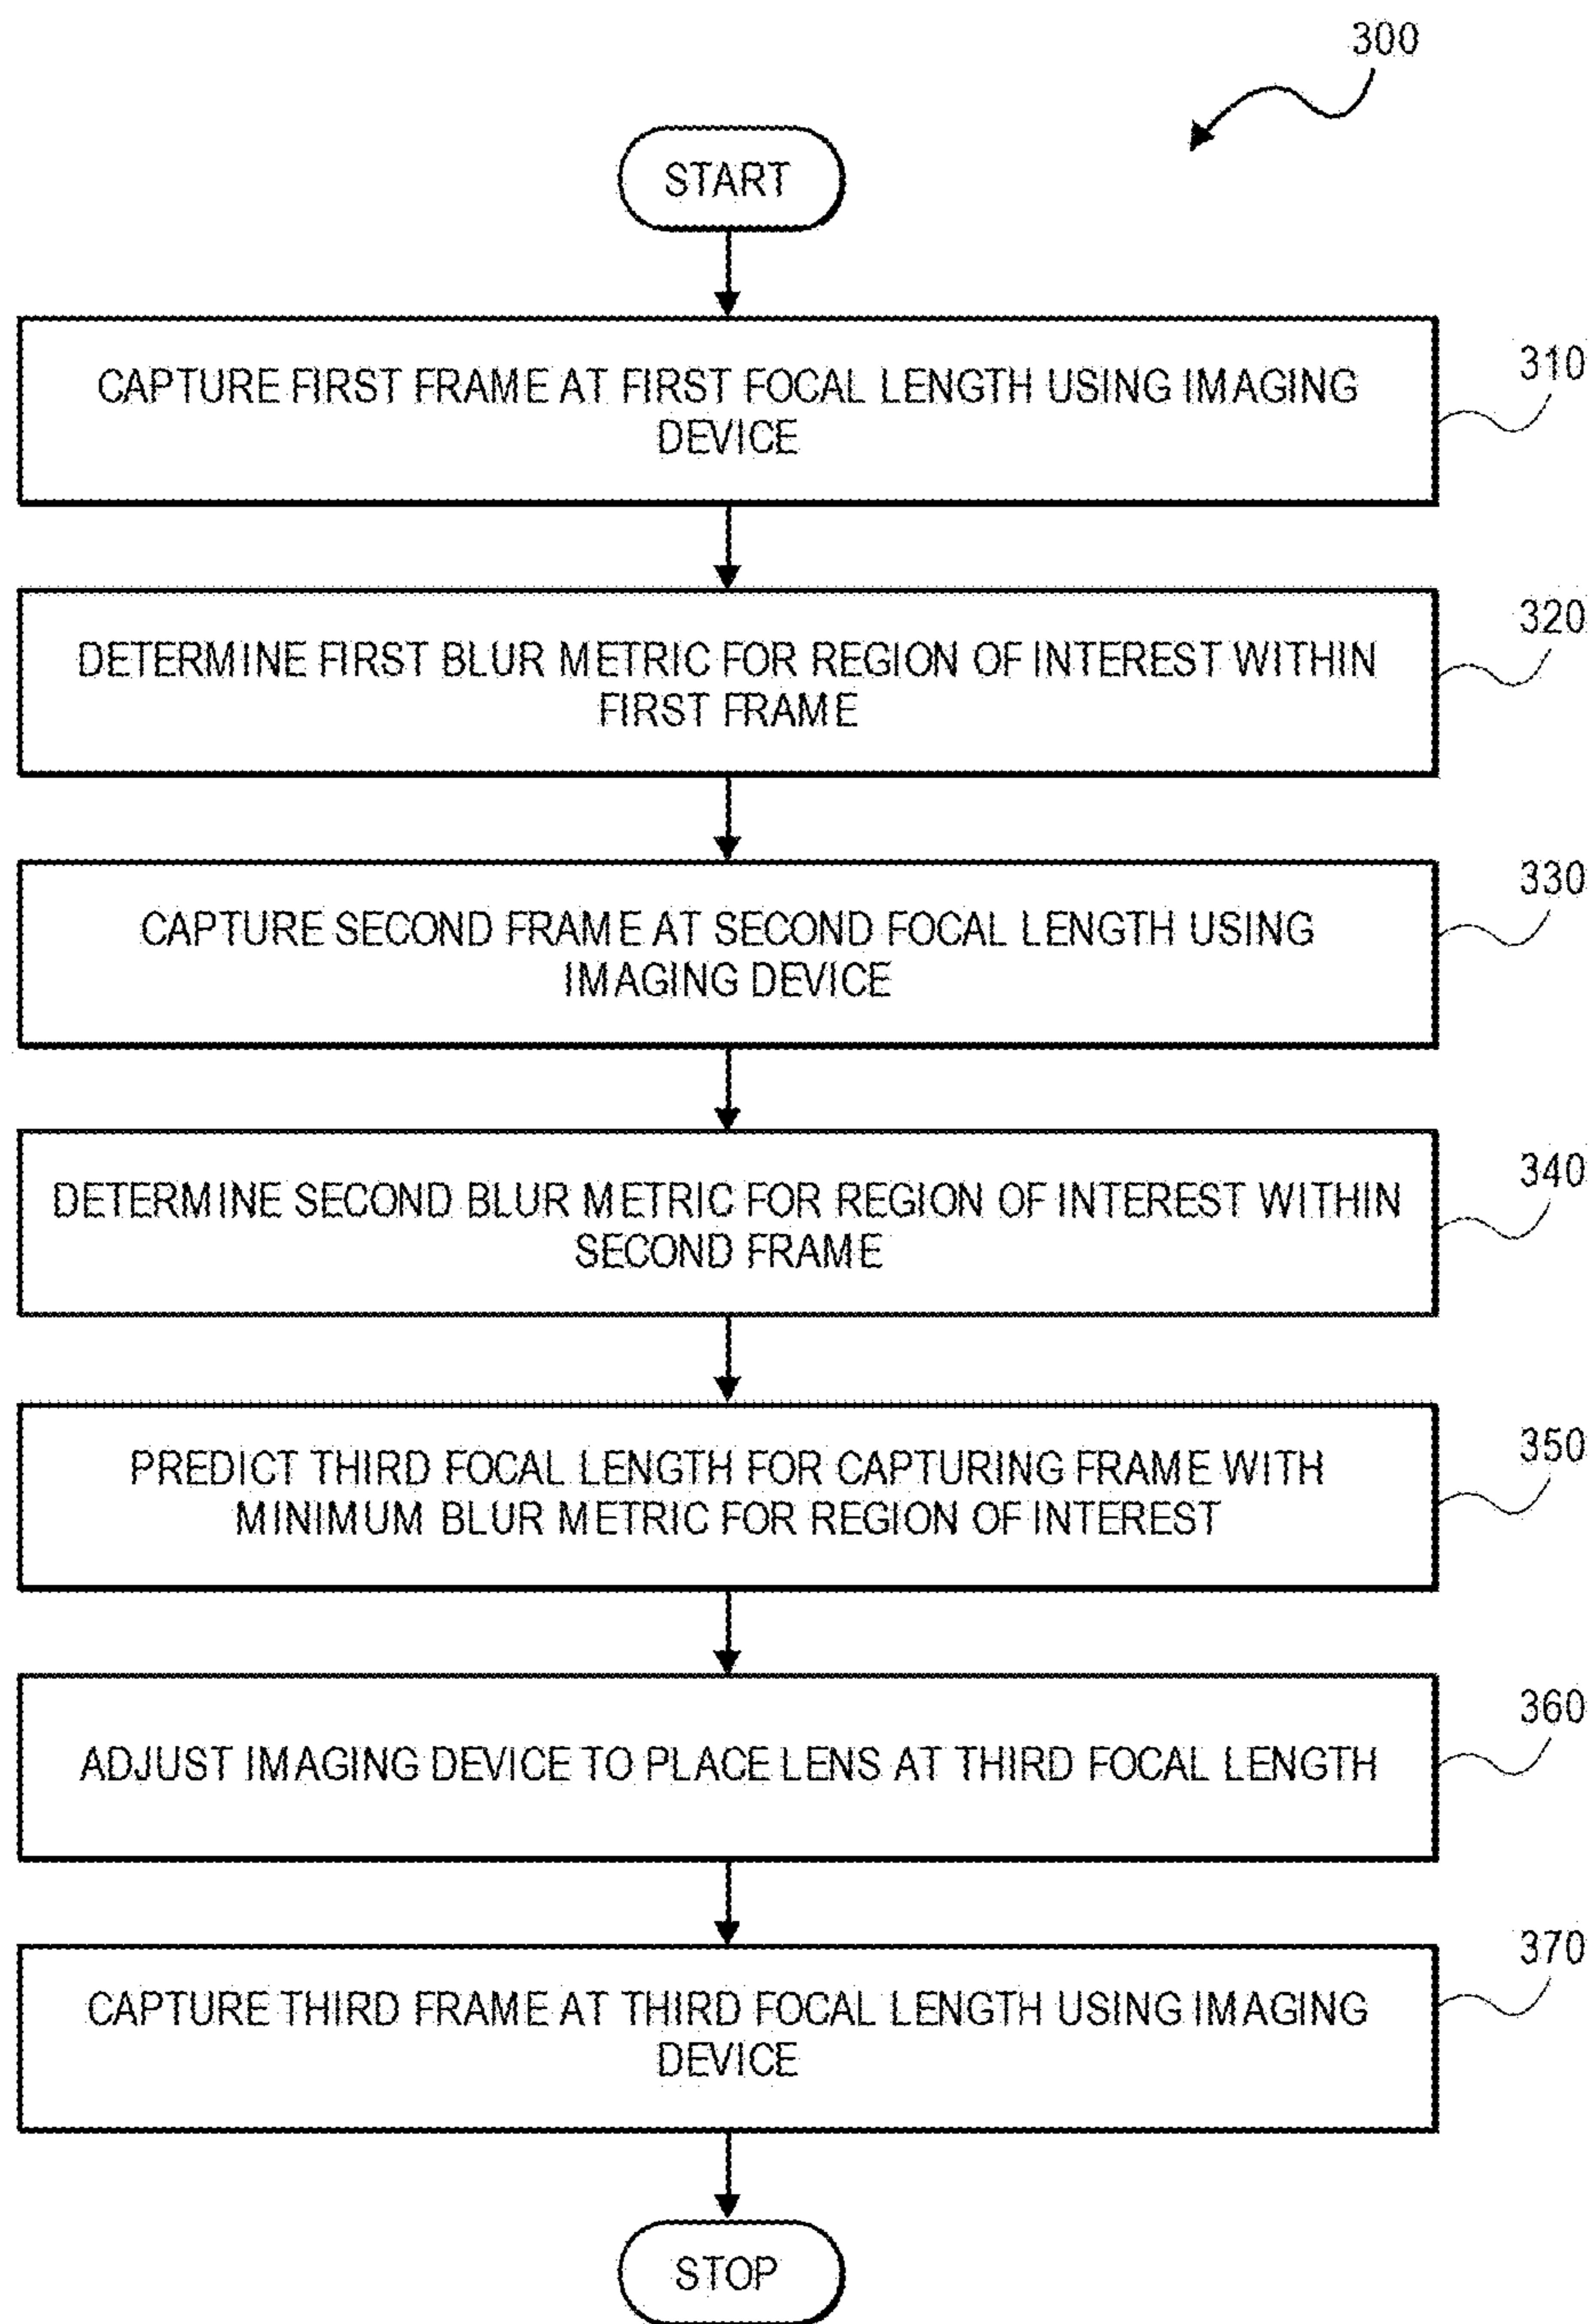 300
START
CAPTURE FIRST FRAME AT FIRST FOCAL LENGTH USING IMAGING
DEVICE
310
DETERMINE FIRST BLUR METRIC FOR REGION OF INTEREST WITHIN
FIRST FRAME
320
CAPTURE SECOND FRAME AT SECOND FOCAL LENGTH USING
IMAGING DEVICE
330
DETERMINE SECOND BLUR METRIC FOR REGION OF INTEREST WITHIN
SECOND FRAME
340
PREDICT THIRD FOCAL LENGTH FOR CAPTURING FRAME WITH
MINIMUM BLUR METRIC FOR REGION OF INTEREST
350
ADJUST IMAGING DEVICE TO PLACE LENS AT THIRD FOCAL LENGTH
360
CAPTURE THIRD FRAME AT THIRD FOCAL LENGTH USING IMAGING
DEVICE
370
STOP